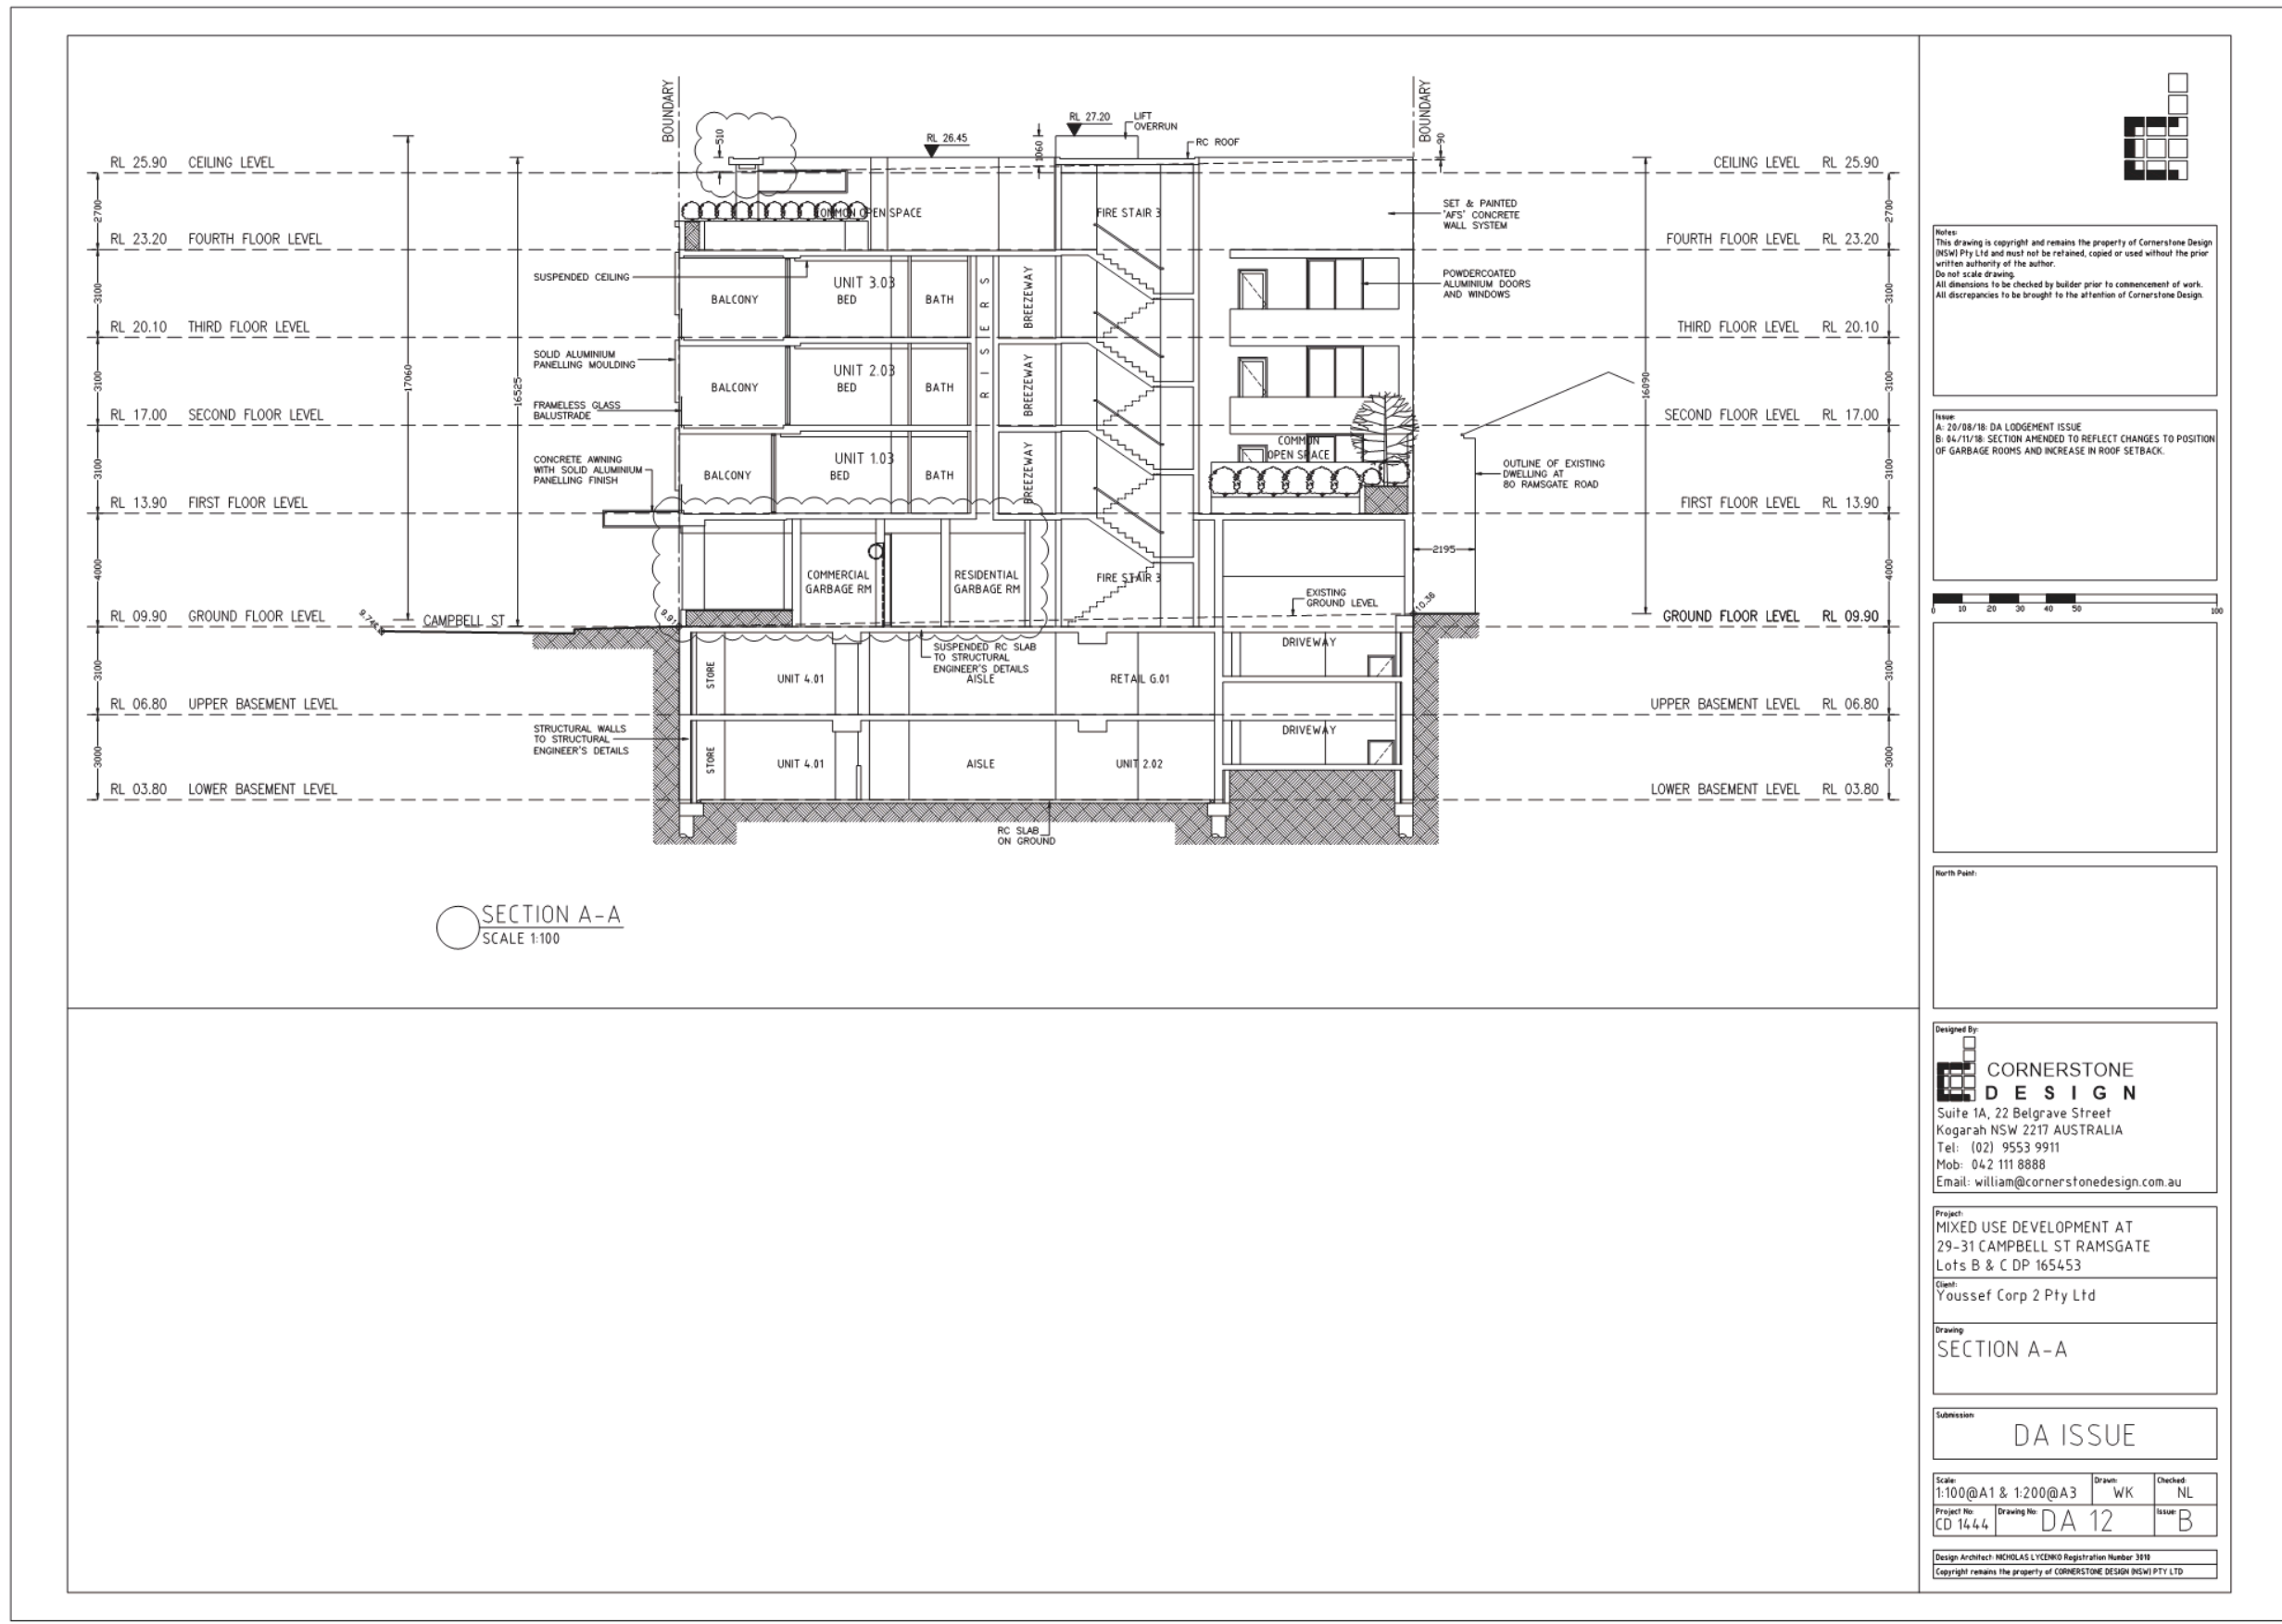 BOUNDARY
BOUNDARY
510
RL 27.20
LIFT
OVERRUN
RL 26.45
1060
RC ROOF
90
RL 25.90 CEILING LEVEL
CEILING LEVEL RL 25.90
2700
COMMON OPEN SPACE
FIRE STAIR 3
SET & PAINTED
'AFS' CONCRETE
WALL SYSTEM
2700
RL 23.20 FOURTH FLOOR LEVEL
FOURTH FLOOR LEVEL RL 23.20
SUSPENDED CEILING
UNIT 3.03
BALCONY
BED
BATH
RISERS
BREEZEWAY
POWDERCOATED
ALUMINIUM DOORS
AND WINDOWS
3100
3100
RL 20.10 THIRD FLOOR LEVEL
THIRD FLOOR LEVEL RL 20.10
SOLID ALUMINIUM
PANELLING MOULDING
17060
16525
16090
UNIT 2.03
BALCONY
BED
BATH
BREEZEWAY
3100
3100
FRAMELESS GLASS
BALUSTRADE
RL 17.00 SECOND FLOOR LEVEL
SECOND FLOOR LEVEL RL 17.00
COMMON
OPEN SPACE
CONCRETE AWNING
WITH SOLID ALUMINIUM
PANELLING FINISH
UNIT 1.03
BALCONY
BED
BATH
BREEZEWAY
OUTLINE OF EXISTING
DWELLING AT
80 RAMSGATE ROAD
3100
3100
RL 13.90 FIRST FLOOR LEVEL
FIRST FLOOR LEVEL RL 13.90
2195
4000
4000
COMMERCIAL
GARBAGE RM
RESIDENTIAL
GARBAGE RM
FIRE STAIR 3
EXISTING
GROUND LEVEL
10.38
9.74
9.91
CAMPBELL ST
RL 09.90 GROUND FLOOR LEVEL
GROUND FLOOR LEVEL RL 09.90
SUSPENDED RC SLAB
TO STRUCTURAL
ENGINEER'S DETAILS
DRIVEWAY
3100
STORE
UNIT 4.01
AISLE
RETAIL G.01
3100
RL 06.80 UPPER BASEMENT LEVEL
UPPER BASEMENT LEVEL RL 06.80
STRUCTURAL WALLS
TO STRUCTURAL
ENGINEER'S DETAILS
DRIVEWAY
3000
STORE
UNIT 4.01
AISLE
UNIT 2.02
3000
RL 03.80 LOWER BASEMENT LEVEL
LOWER BASEMENT LEVEL RL 03.80
RC SLAB
ON GROUND
SECTION A-A
SCALE 1:100
Notes:
This drawing is copyright and remains the property of Cornerstone Design
(NSW) Pty Ltd and must not be retained, copied or used without the prior
written authority of the author.
Do not scale drawing.
All dimensions to be checked by builder prior to commencement of work.
All discrepancies to be brought to the attention of Cornerstone Design.
Issue:
A: 20/08/18: DA LODGEMENT ISSUE
B: 04/11/18: SECTION AMENDED TO REFLECT CHANGES TO POSITION
OF GARBAGE ROOMS AND INCREASE IN ROOF SETBACK.
0 10 20 30 40 50 100
North Point:
Designed By:
CORNERSTONE
DESIGN
Suite 1A, 22 Belgrave Street
Kogarah NSW 2217 AUSTRALIA
Tel: (02) 9553 9911
Mob: 042 111 8888
Email: william@cornerstonedesign.com.au
Project:
MIXED USE DEVELOPMENT AT
29-31 CAMPBELL ST RAMSGATE
Lots B & C DP 165453
Client:
Youssef Corp 2 Pty Ltd
Drawing:
SECTION A-A
Submission:
DA ISSUE
Scale: Drawn: Checked:
1:100@A1 & 1:200@A3 WK NL
Project No: Drawing No: Issue:
CD 1444 DA 12 B
Design Architect: NICHOLAS LYCENKO Registration Number 3010
Copyright remains the property of CORNERSTONE DESIGN (NSW) PTY LTD